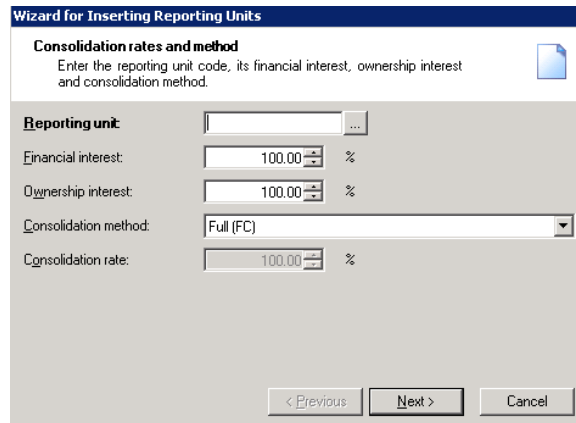 Wizard for Inserting Reporting Units
Consolidation rates and method
Enter the reporting unit code, its financial interest, ownership interest
and consolidation method.
Reporting unit: ...
Financial interest: 100.00 %
Ownership interest: 100.00 %
Consolidation method: Full (FC)
Consolidation rate: 100.00 %
< Previous Next > Cancel